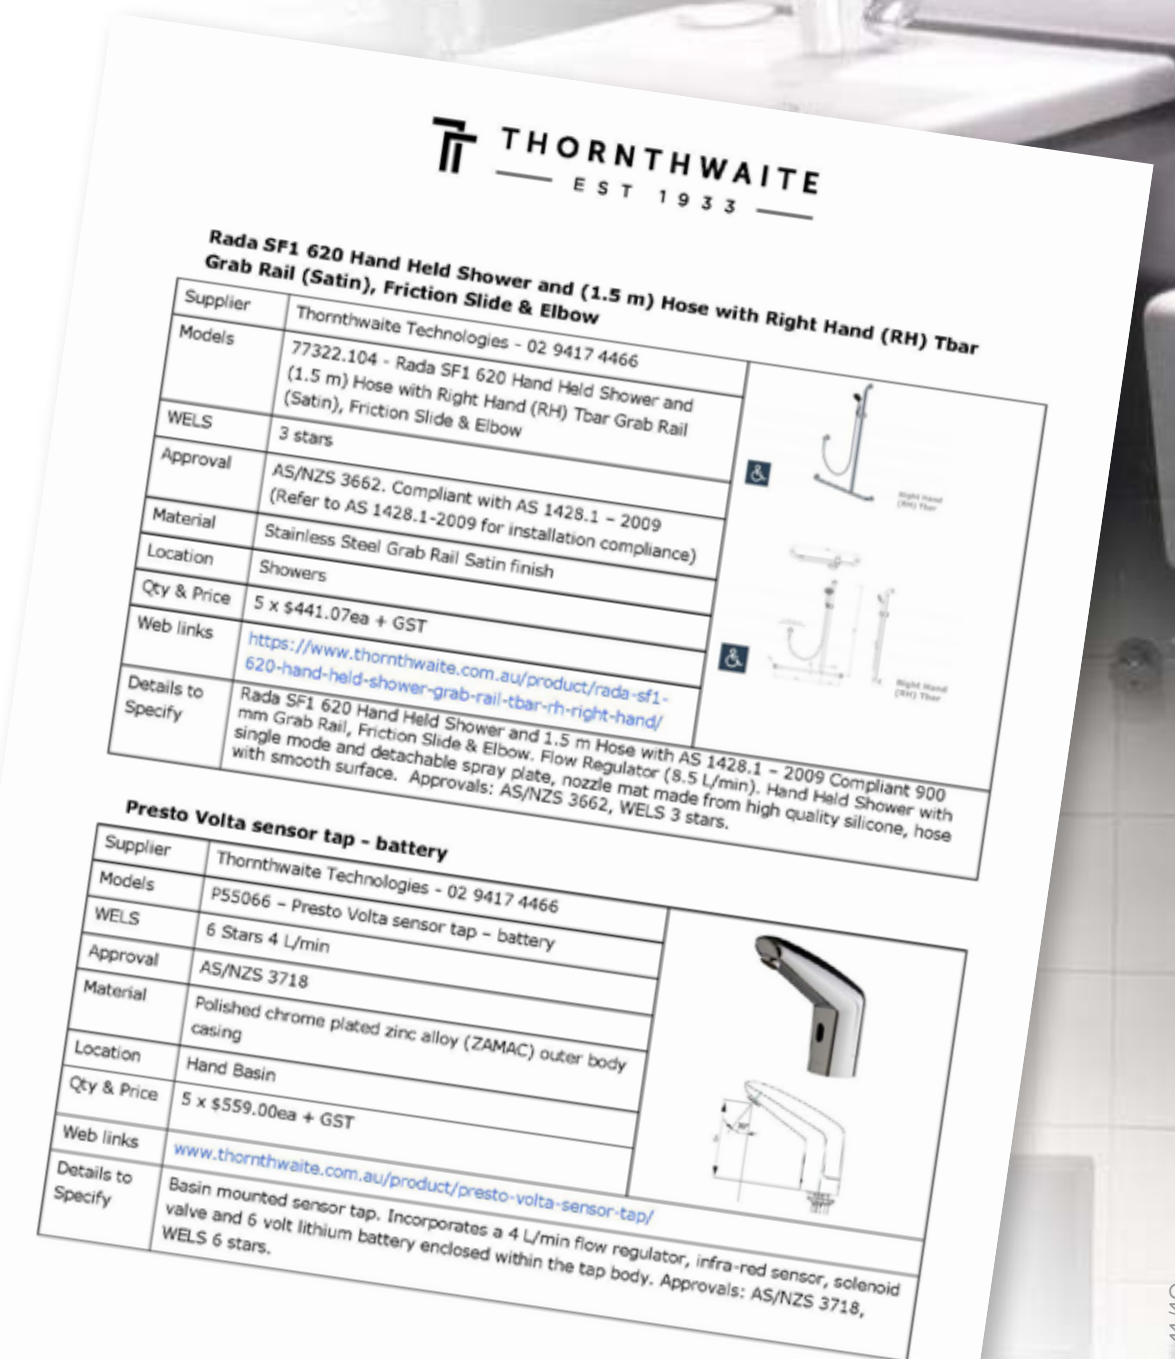 THORNTHWAITE
EST 1933
Rada SF1 620 Hand Held Shower and (1.5 m) Hose with Right Hand (RH) Tbar
Grab Rail (Satin), Friction Slide & Elbow
Supplier
Thornthwaite Technologies - 02 9417 4466
Models
77322.104 - Rada SF1 620 Hand Held Shower and
(1.5 m) Hose with Right Hand (RH) Tbar Grab Rail
(Satin), Friction Slide & Elbow
WELS
3 stars
Approval
AS/NZS 3662. Compliant with AS 1428.1 – 2009
(Refer to AS 1428.1-2009 for installation compliance)
Material
Stainless Steel Grab Rail Satin finish
Location
Showers
Qty & Price
5 x $441.07ea + GST
Web links
https://www.thornthwaite.com.au/product/rada-sf1-
620-hand-held-shower-grab-rail-tbar-rh-right-hand/
Right Hand
(RH) Tbar
Right Hand
(RH) Tbar
Details to
Specify
Rada SF1 620 Hand Held Shower and 1.5 m Hose with AS 1428.1 – 2009 Compliant 900
mm Grab Rail, Friction Slide & Elbow. Flow Regulator (8.5 L/min). Hand Held Shower with
single mode and detachable spray plate, nozzle mat made from high quality silicone, hose
with smooth surface. Approvals: AS/NZS 3662, WELS 3 stars.
Presto Volta sensor tap – battery
Supplier
Thornthwaite Technologies - 02 9417 4466
Models
P55066 – Presto Volta sensor tap – battery
WELS
6 Stars 4 L/min
Approval
AS/NZS 3718
Material
Polished chrome plated zinc alloy (ZAMAC) outer body
casing
Location
Hand Basin
Qty & Price
5 x $559.00ea + GST
Web links
www.thornthwaite.com.au/product/presto-volta-sensor-tap/
Details to
Specify
Basin mounted sensor tap. Incorporates a 4 L/min flow regulator, infra-red sensor, solenoid
valve and 6 volt lithium battery enclosed within the tap body. Approvals: AS/NZS 3718,
WELS 6 stars.